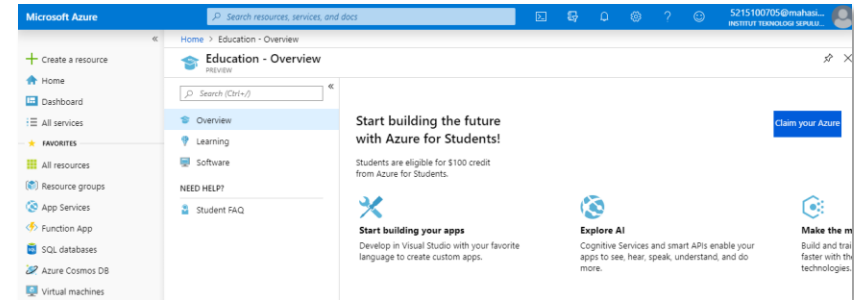 Microsoft Azure
Search resources, services, and docs
5215100705@mahasi...
INSTITUT TEKNOLOGI SEPULU...
Home > Education - Overview
Create a resource
Home
Dashboard
All services
FAVORITES
All resources
Resource groups
App Services
Function App
SQL databases
Azure Cosmos DB
Virtual machines
Education - Overview
PREVIEW
Search (Ctrl+/)
Overview
Learning
Software
NEED HELP?
Student FAQ
Start building the future
with Azure for Students!
Claim your Azure
Students are eligible for $100 credit
from Azure for Students.
Start building your apps
Develop in Visual Studio with your favorite
language to create custom apps.
Explore AI
Cognitive Services and smart APIs enable your
apps to see, hear, speak, understand, and do
more.
Make the m
Build and trai
faster with the
technologies.